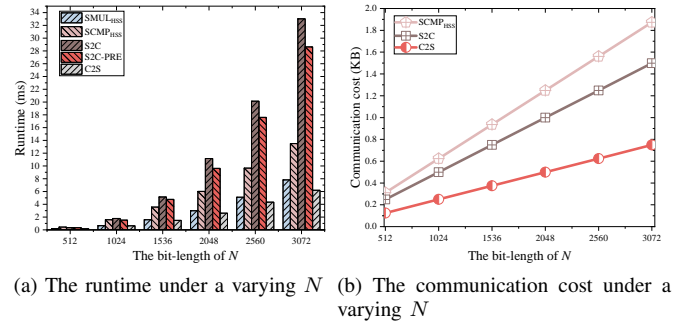 SMULHSS
SCMPHSS
S2C
S2C-PRE
C2S
36
34
32
30
28
26
24
22
20
18
16
14
12
10
8
6
4
2
0
Runtime (ms)
512 1024 1536 2048 2560 3072
The bit-length of N
(a) The runtime under a varying N
SCMPHSS
S2C
C2S
2.0
1.8
1.6
1.4
1.2
1.0
0.8
0.6
0.4
0.2
0.0
Communication cost (KB)
512 1024 1536 2048 2560 3072
The bit-length of N
(b) The communication cost under a
varying N